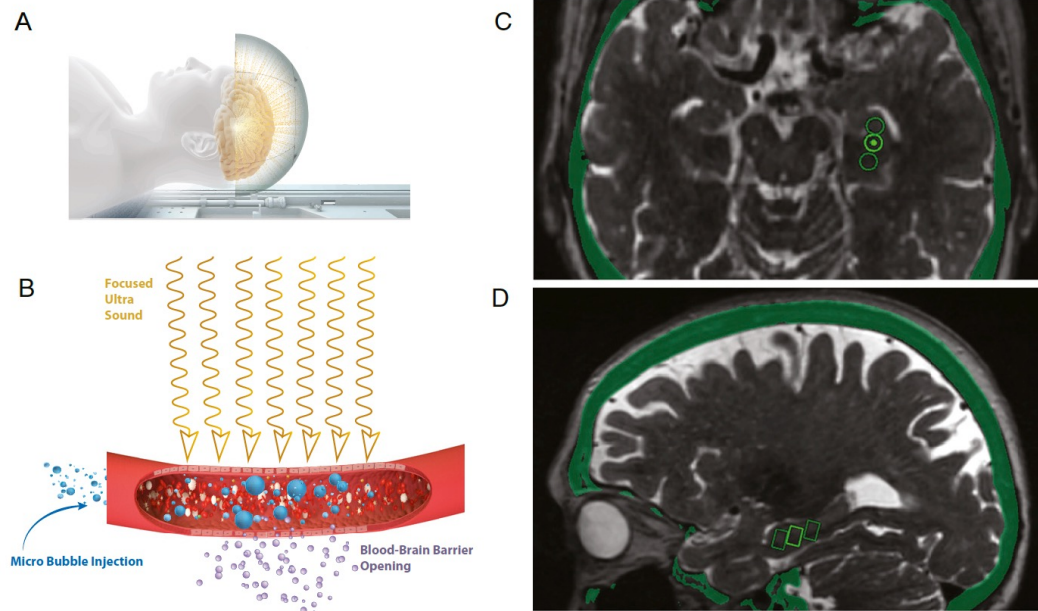 A
B
Focused
Ultra
Sound
Micro Bubble Injection
Blood-Brain Barrier
Opening
C
D